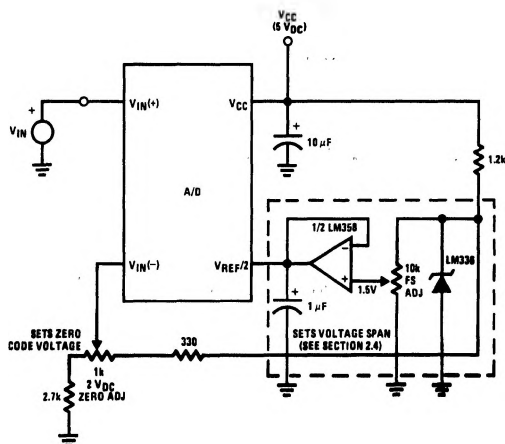 VCC
(5 VDC)
VIN(+)
VCC
+
VIN
+
10 µF
1.2k
A/D
1/2 LM358
LM336
VIN(-)
VREF/2
-
+
1.5V
10k
FS
ADJ
+
1 µF
SETS ZERO
CODE VOLTAGE
330
SETS VOLTAGE SPAN
(SEE SECTION 2.4)
1k
2 VDC
ZERO ADJ
2.7k